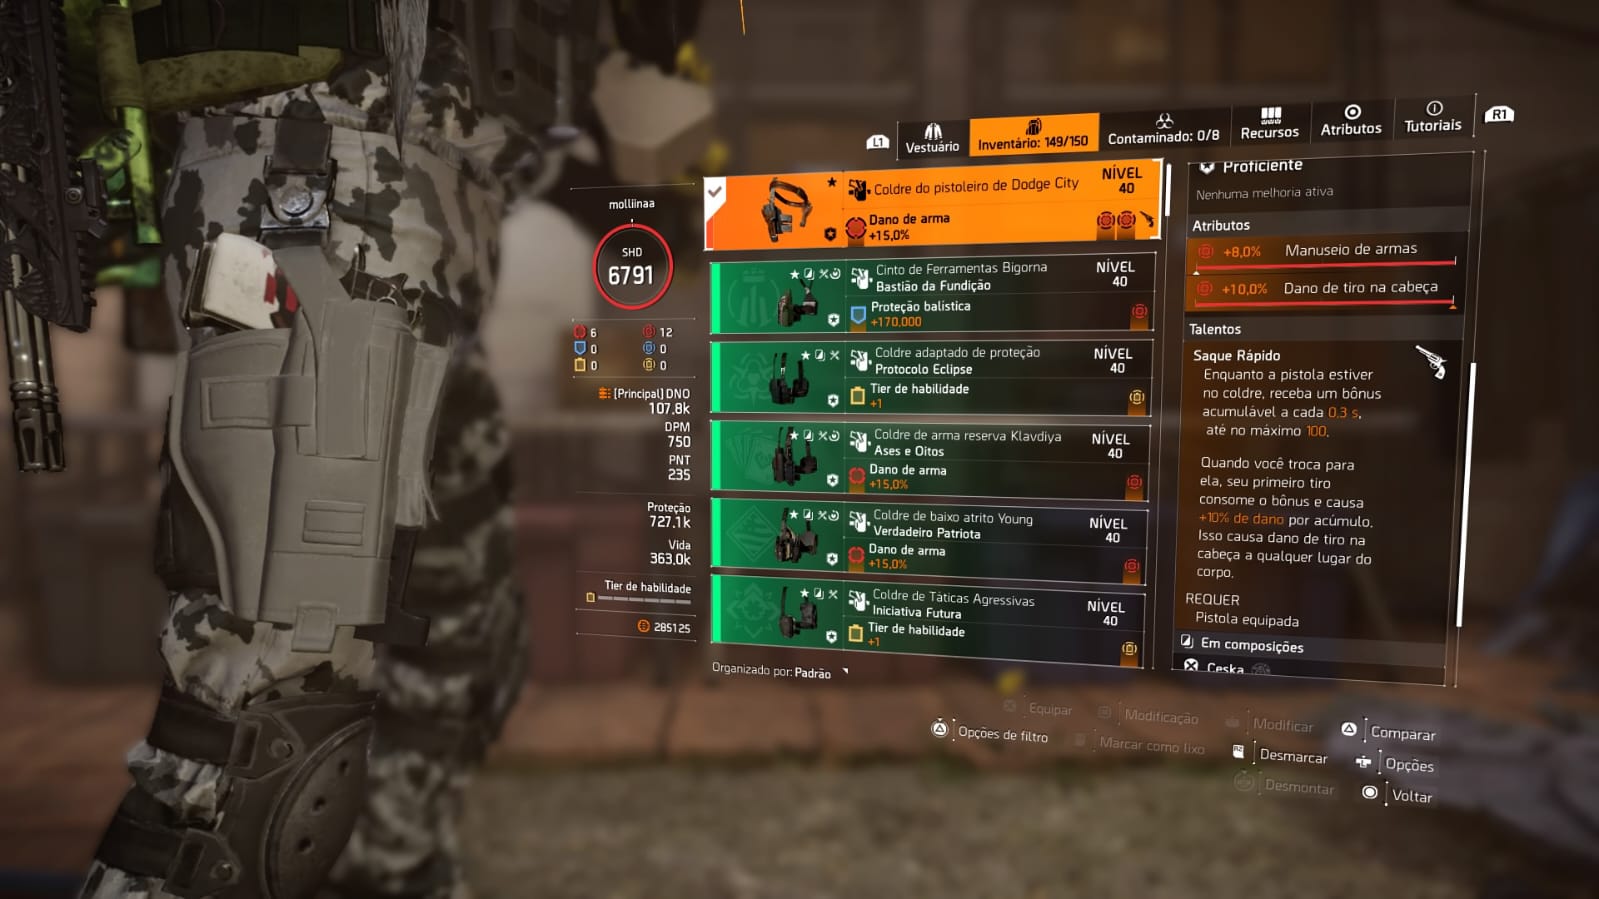 L1
Vestuário
Inventário: 149/150
Contaminado: 0/8
Recursos
Atributos
Tutoriais
R1
molliinaa
SHD
6791
6
12
0
0
0
0
[Principal] DNO
107,8k
DPM
750
PNT
235
Proteção
727,1k
Vida
363,0k
Tier de habilidade
285125
Coldre do pistoleiro de Dodge City
NÍVEL
40
Dano de arma
+15,0%
Cinto de Ferramentas Bigorna
Bastião da Fundição
NÍVEL
40
Proteção balística
+170,000
Coldre adaptado de proteção
Protocolo Eclipse
NÍVEL
40
Tier de habilidade
+1
Coldre de arma reserva Klavdiya
Ases e Oitos
NÍVEL
40
Dano de arma
+15,0%
Coldre de baixo atrito Young
Verdadeiro Patriota
NÍVEL
40
Dano de arma
+15,0%
Coldre de Táticas Agressivas
Iniciativa Futura
NÍVEL
40
Tier de habilidade
+1
Organizado por: Padrão
Proficiente
Nenhuma melhoria ativa
Atributos
+8,0% Manuseio de armas
+10,0% Dano de tiro na cabeça
Talentos
Saque Rápido
Enquanto a pistola estiver
no coldre, receba um bônus
acumulável a cada 0,3 s,
até no máximo 100.
Quando você troca para
ela, seu primeiro tiro
consome o bônus e causa
+10% de dano por acúmulo.
Isso causa dano de tiro na
cabeça a qualquer lugar do
corpo.
REQUER
Pistola equipada
Em composições
Ceska
Equipar
Modificação
Modificar
Comparar
Opções de filtro
Marcar como lixo
R2
Desmarcar
Opções
Desmontar
Voltar